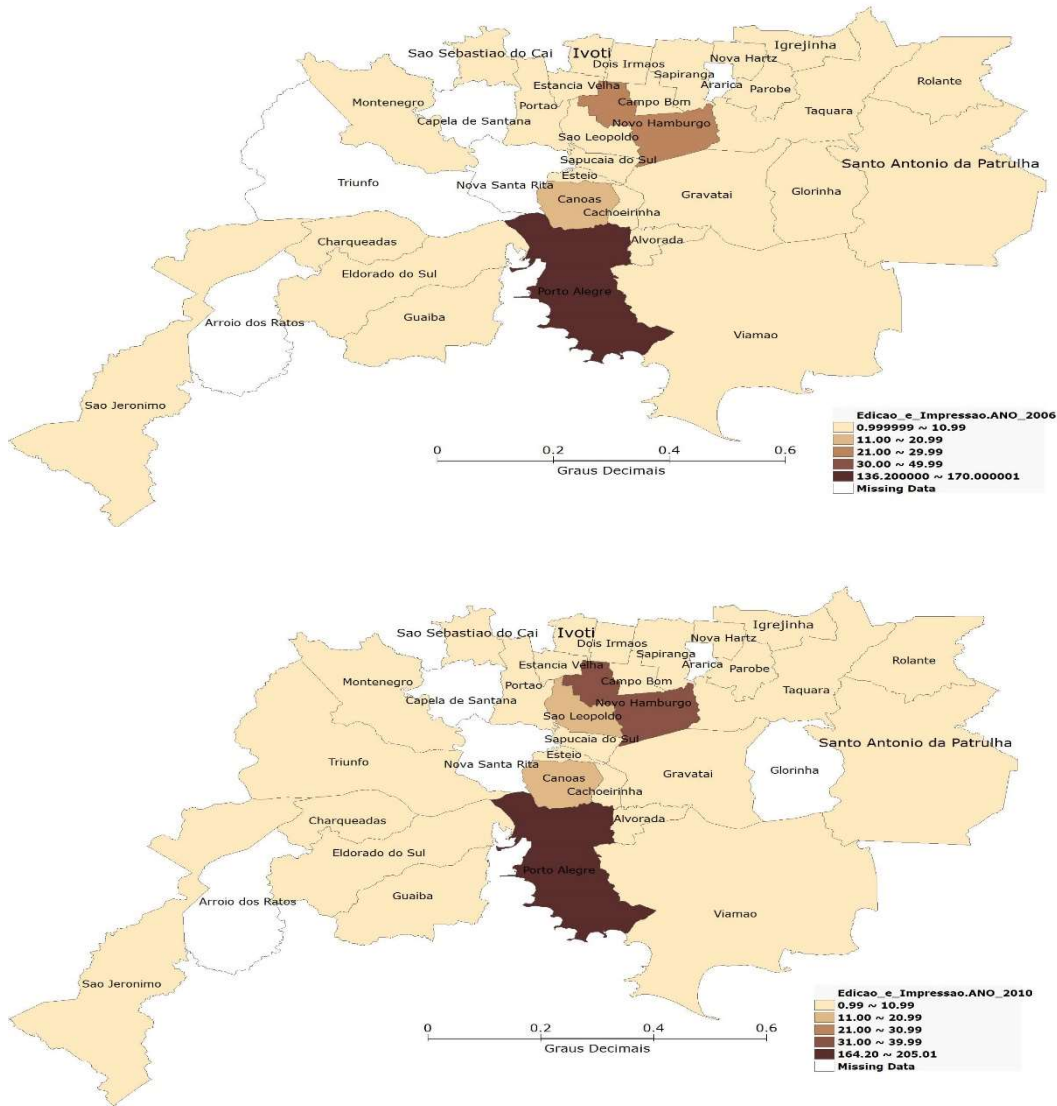 Igrejinha
Sao Sebastiao do Cai
Ivoti
Nova Hartz
Dois Irmaos
Sapiranga
Rolante
Estancia Velha
Ararica
Parobe
Montenegro
Portao
Campo Bom
Taquara
Capela de Santana
Novo Hamburgo
Sao Leopoldo
Sapucaia do Sul
Santo Antonio da Patrulha
Esteio
Triunfo
Nova Santa Rita
Gravatai
Glorinha
Canoas
Cachoeirinha
Charqueadas
Alvorada
Eldorado do Sul
Porto Alegre
Guaiba
Arroio dos Ratos
Viamao
Sao Jeronimo
Edicao_e_Impressao.ANO_2006
0.999999 ~ 10.99
11.00 ~ 20.99
21.00 ~ 29.99
30.00 ~ 49.99
136.200000 ~ 170.000001
Missing Data
0 0.2 0.4 0.6
Graus Decimais
Igrejinha
Sao Sebastiao do Cai
Ivoti
Nova Hartz
Dois Irmaos
Sapiranga
Rolante
Estancia Velha
Ararica
Parobe
Montenegro
Portao
Campo Bom
Taquara
Capela de Santana
Novo Hamburgo
Sao Leopoldo
Sapucaia do Sul
Santo Antonio da Patrulha
Esteio
Triunfo
Nova Santa Rita
Gravatai
Glorinha
Canoas
Cachoeirinha
Charqueadas
Alvorada
Eldorado do Sul
Porto Alegre
Guaiba
Arroio dos Ratos
Viamao
Sao Jeronimo
Edicao_e_Impressao.ANO_2010
0.99 ~ 10.99
11.00 ~ 20.99
21.00 ~ 30.99
31.00 ~ 39.99
164.20 ~ 205.01
Missing Data
0 0.2 0.4 0.6
Graus Decimais